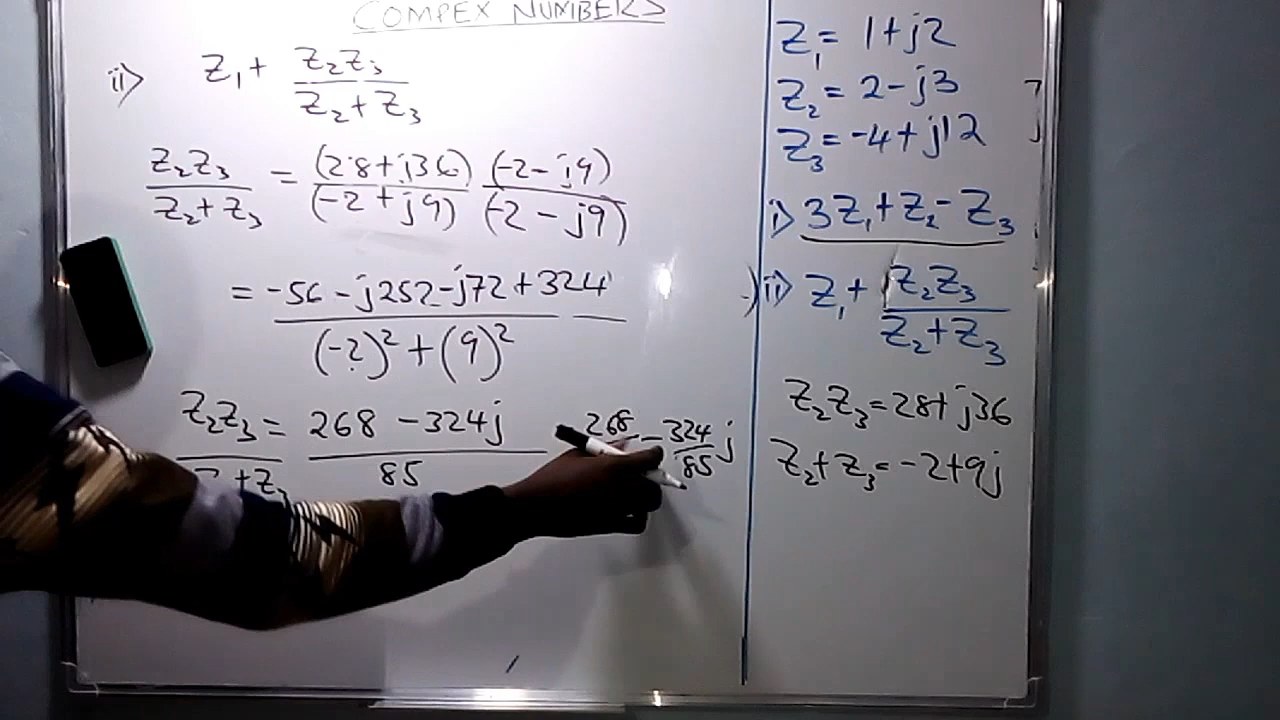 COMPEX NUMBERS
ii) Z₁ + Z₂Z₃ / Z₂ + Z₃
Z₂Z₃ / Z₂ + Z₃ = (28 + j36) / (-2 + j9) (-2 - j9) / (-2 - j9)
= -56 - j252 - j72 + 324 / (-2)² + (9)²
Z₂Z₃ / Z₂ + Z₃ = 268 - 324j / 85
268 - 324/85 j
Z₁ = 1 + j2
Z₂ = 2 - j3
Z₃ = -4 + j12
i) 3Z₁ + Z₂ - Z₃
ii) Z₁ + Z₂Z₃ / Z₂ + Z₃
Z₂Z₃ = 28 + j36
Z₂ + Z₃ = -2 + 9j